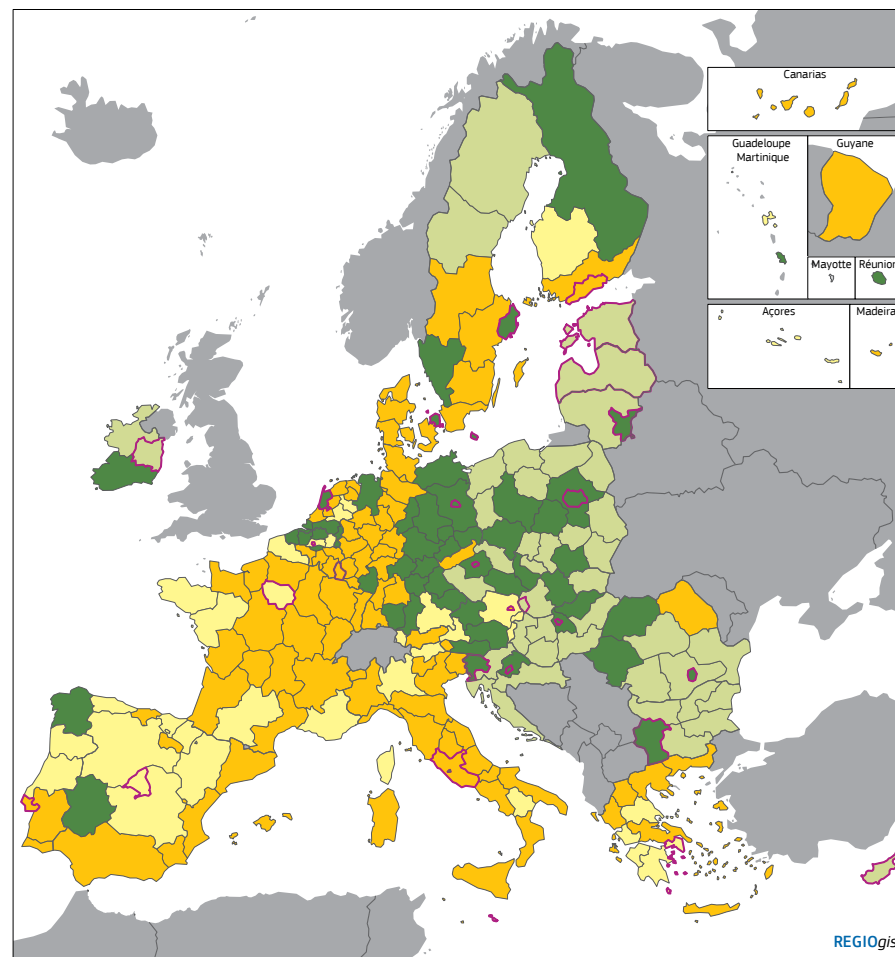 Canarias
Guadeloupe
Martinique
Guyane
Mayotte
Réunion
Açores
Madeira
REGIOgis